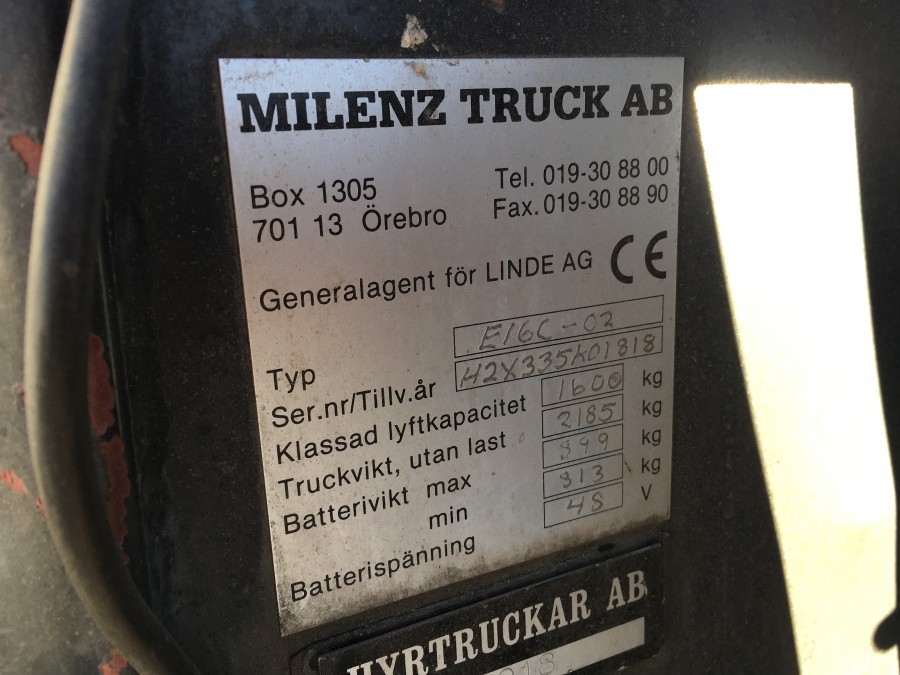 MILENZ TRUCK AB
Box 1305
701 13 Örebro
Tel. 019-30 88 00
Fax. 019-30 88 90
Generalagent för LINDE AG CE
Typ E16C-02
Ser.nr/Tillv.år H2X335K01818
Klassad lyftkapacitet 1600 kg
Truckvikt, utan last 2185 kg
Batterivikt max 899 kg
min 813 kg
Batterispänning 48 V
HYRTRUCKAR AB